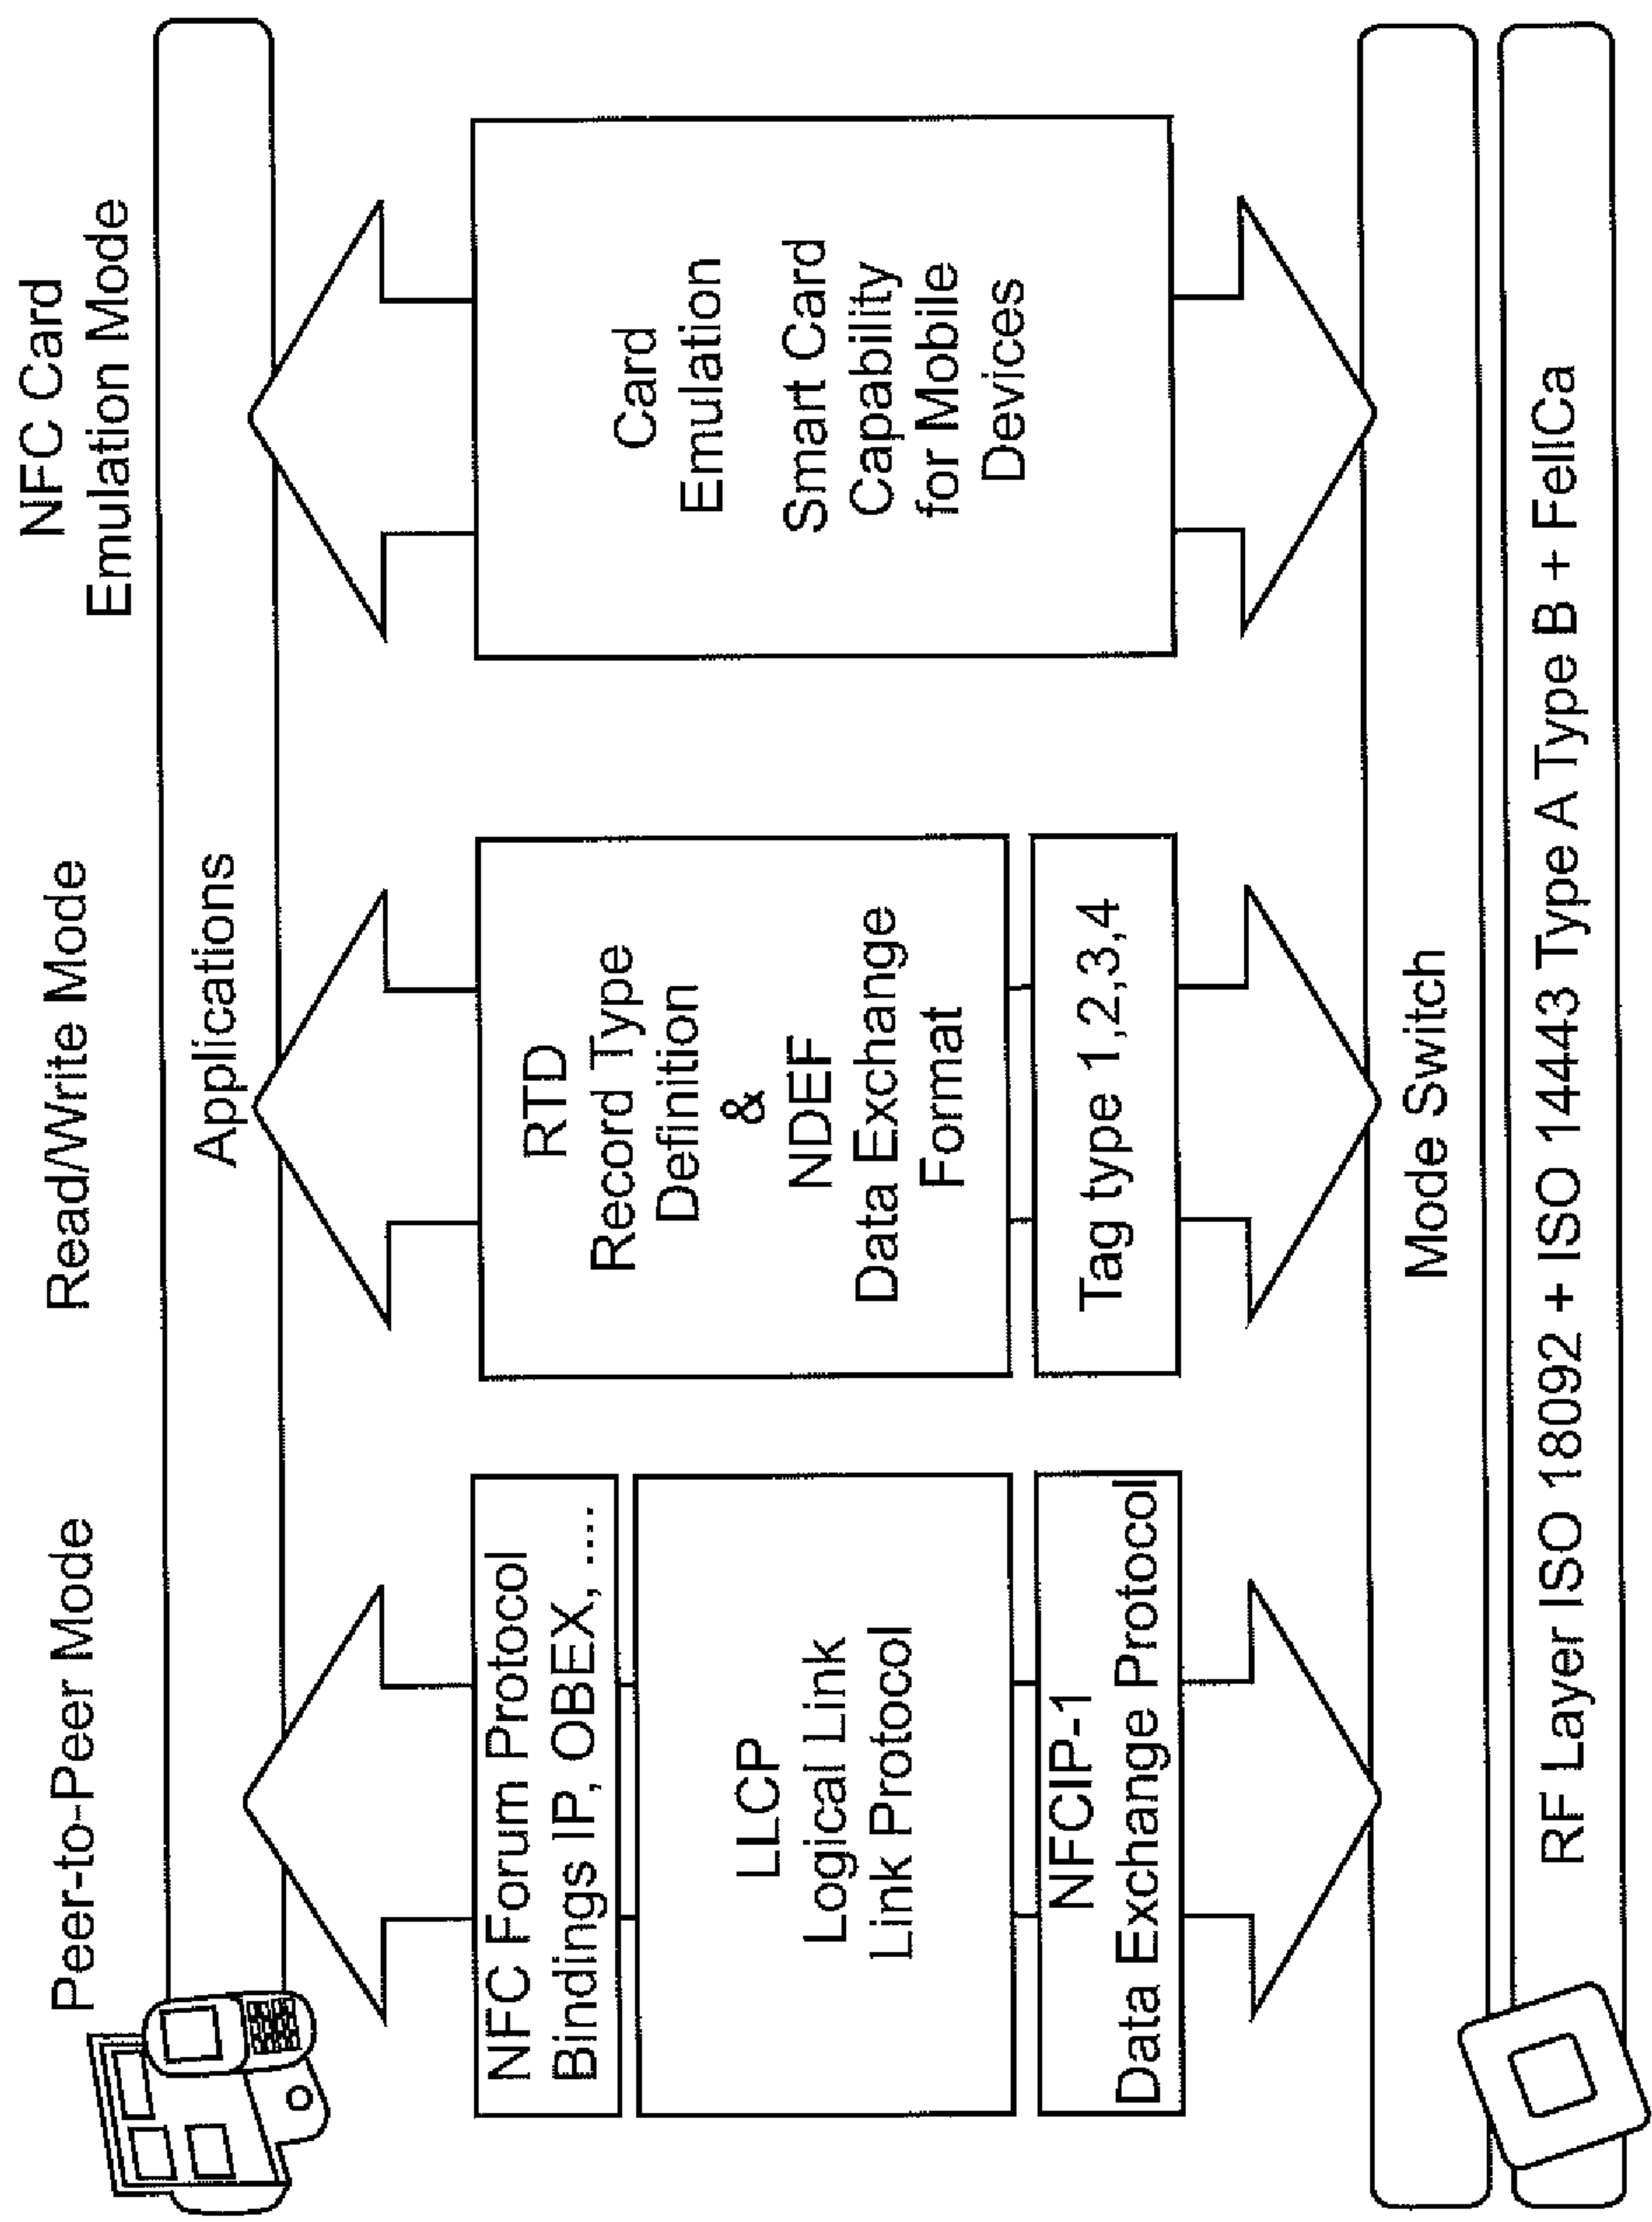 Peer-to-Peer Mode
Read/Write Mode
NFC Card
Emulation Mode
Applications
NFC Forum Protocol
Bindings IP, OBEX, ....
LLCP
Logical Link
Link Protocol
NFCIP-1
Data Exchange Protocol
RTD
Record Type
Definition
&
NDEF
Data Exchange
Format
Tag type 1,2,3,4
Card
Emulation
Smart Card
Capability
for Mobile
Devices
Mode Switch
RF Layer ISO 18092 + ISO 14443 Type A Type B + FellCa